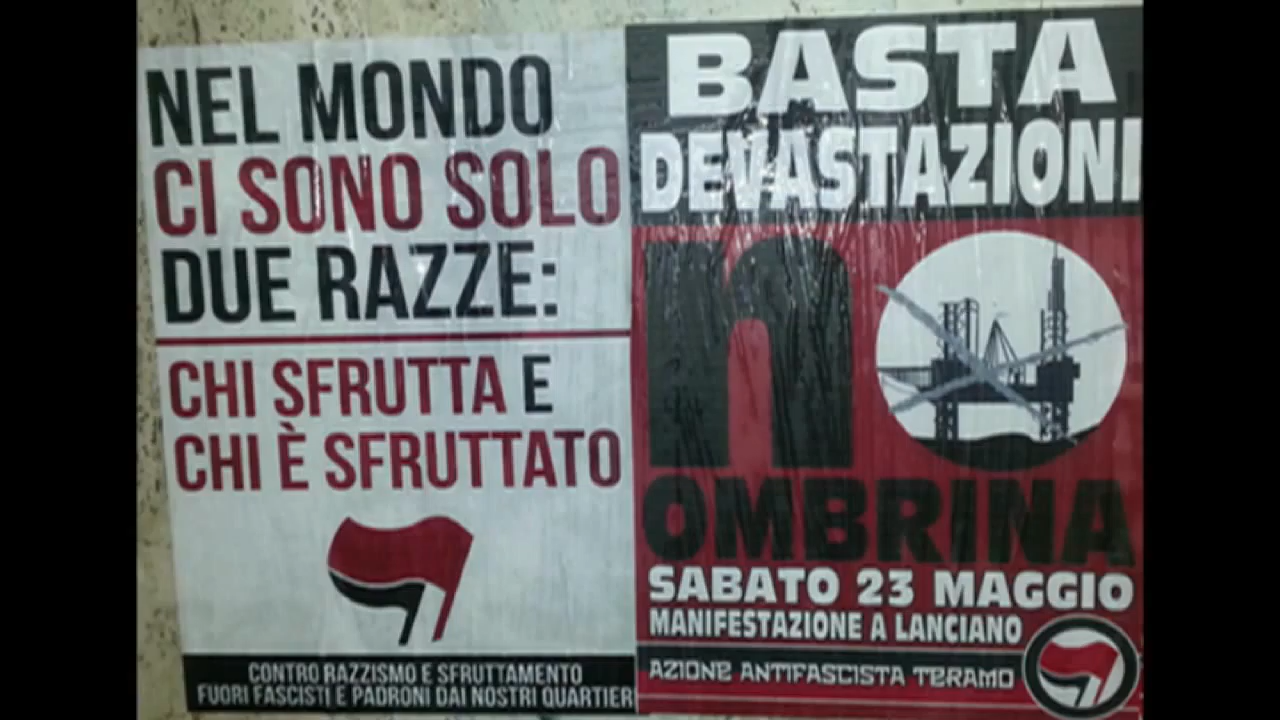 NEL MONDO
CI SONO SOLO
DUE RAZZE:
CHI SFRUTTA E
CHI È SFRUTTATO
CONTRO RAZZISMO E SFRUTTAMENTO
FUORI FASCISTI E PADRONI DAI NOSTRI QUARTIER
BASTA
DEVASTAZIONI
no
OMBRINA
SABATO 23 MAGGIO
MANIFESTAZIONE A LANCIANO
AZIONE ANTIFASCISTA TERAMO